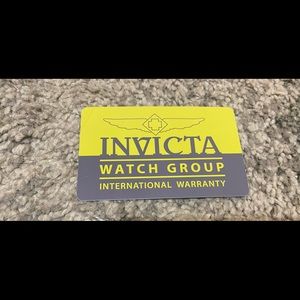 INVICTA
WATCH GROUP
INTERNATIONAL WARRANTY